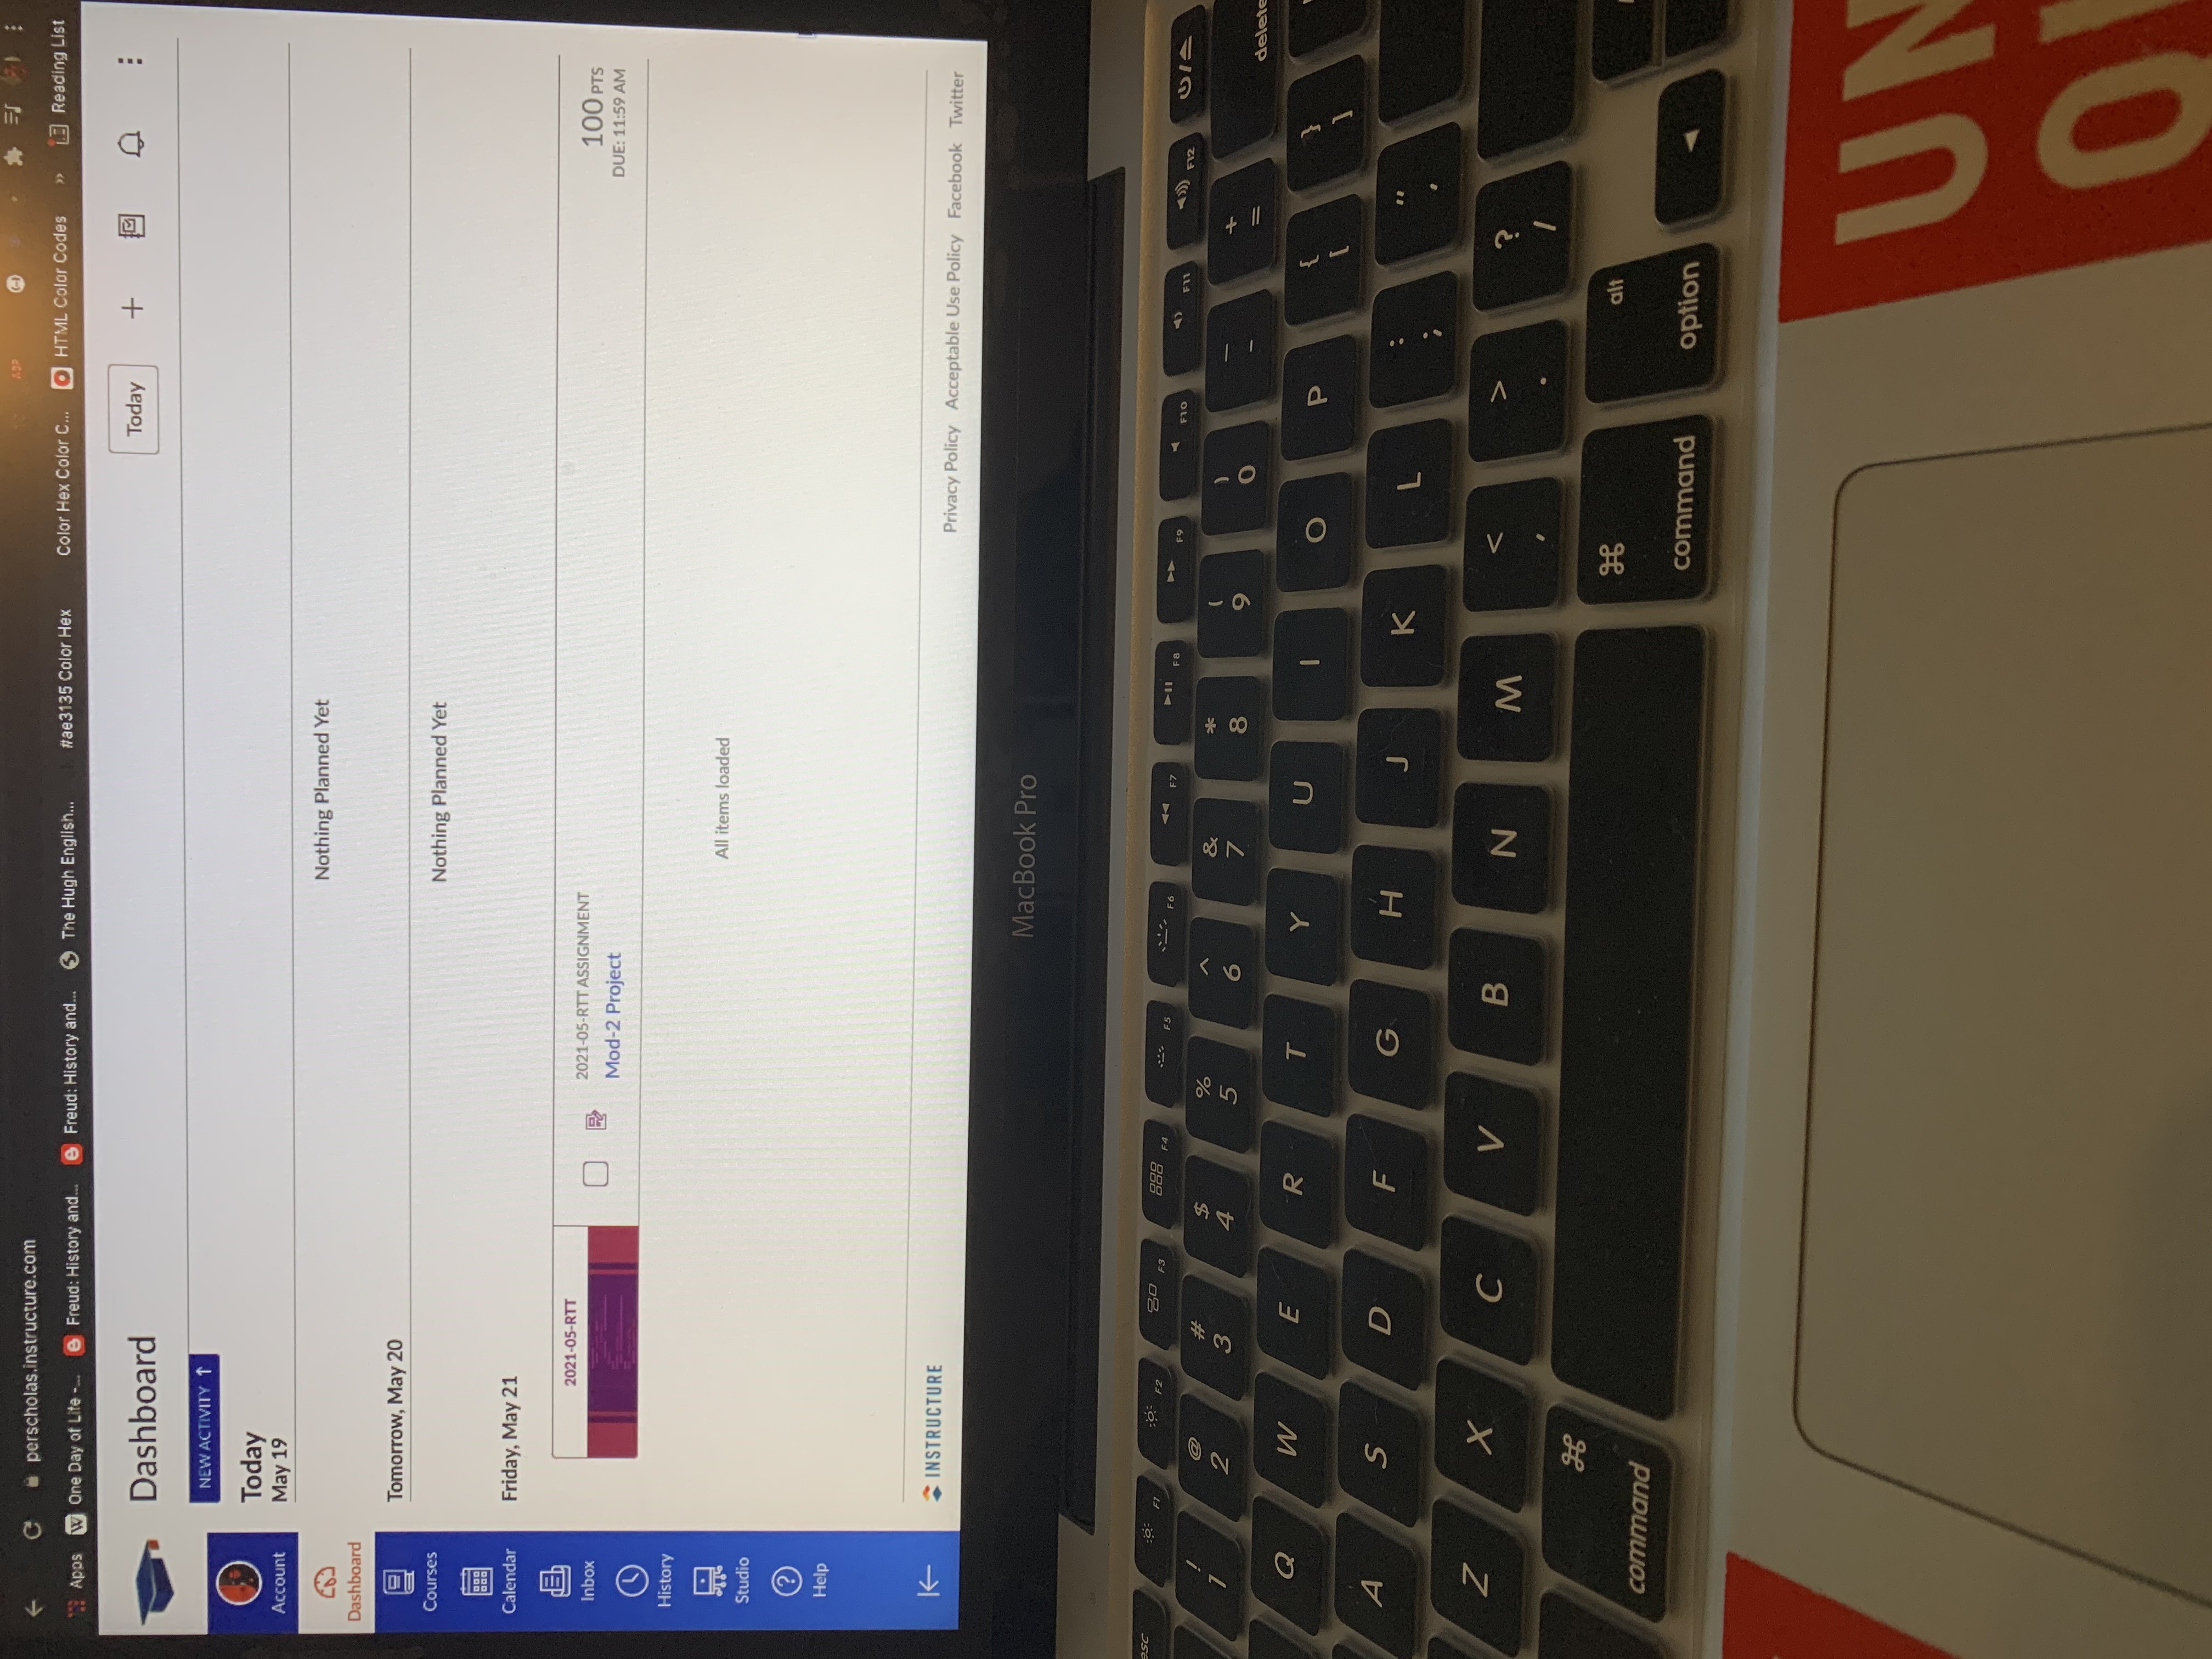 perscholas.instructure.com
Apps One Day of Life -... Freud: History and... Freud: History and... The Hugh English... #ae3135 Color Hex Color Hex Color C... HTML Color Codes » Reading List
Dashboard
Today
NEW ACTIVITY ↑
Today
May 19
Nothing Planned Yet
Tomorrow, May 20
Nothing Planned Yet
Friday, May 21
2021-05-RTT
2021-05-RTT ASSIGNMENT
Mod-2 Project
100 PTS
DUE: 11:59 AM
All items loaded
Account
Dashboard
Courses
Calendar
Inbox
History
Studio
Help
INSTRUCTURE
Privacy Policy Acceptable Use Policy Facebook Twitter
MacBook Pro
esc F1 F2 F3 F4 F5 F6 F7 F8 F9 F10 F11 F12
! @ # $ % ^ & * ( ) — +
1 2 3 4 5 6 7 8 9 0 - = delete
Q W E R T Y U I O P { [ } ]
A S D F G H J K L : ; " '
Z X C V B N M < , > . ? /
⌘ ⌘ alt
command command option ◀
UN